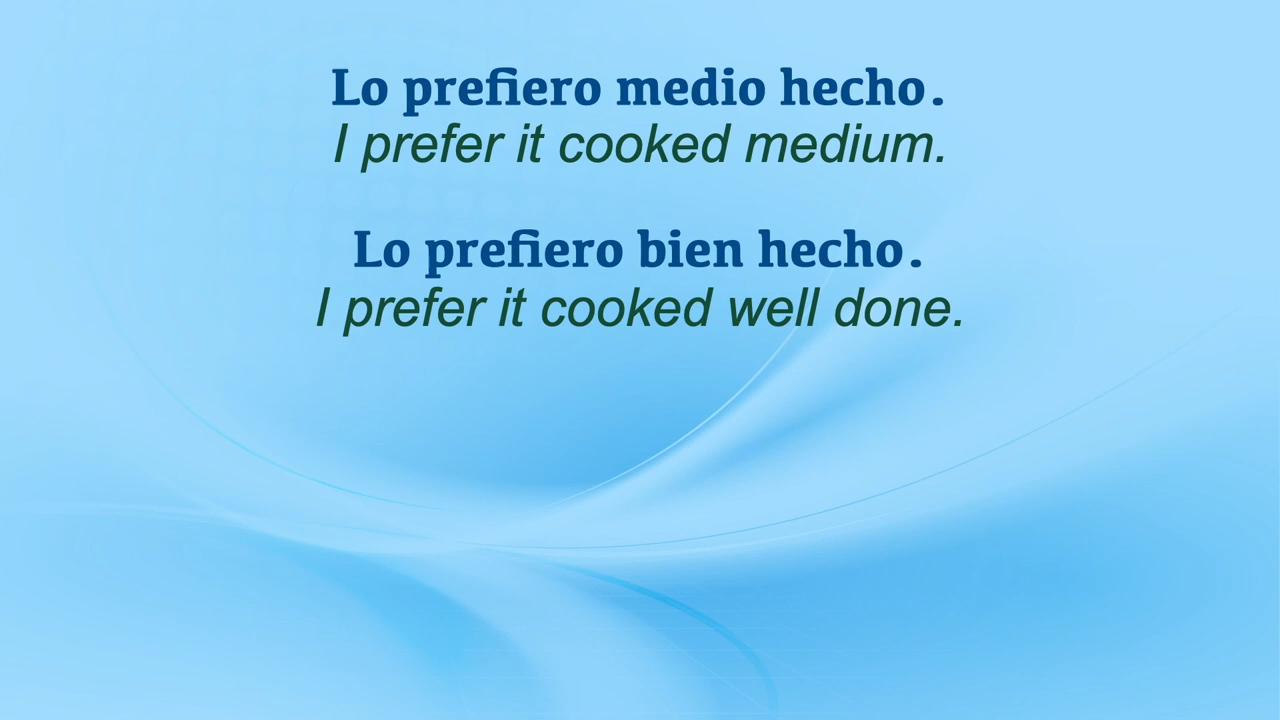 Lo prefiero medio hecho.
I prefer it cooked medium.
Lo prefiero bien hecho.
I prefer it cooked well done.